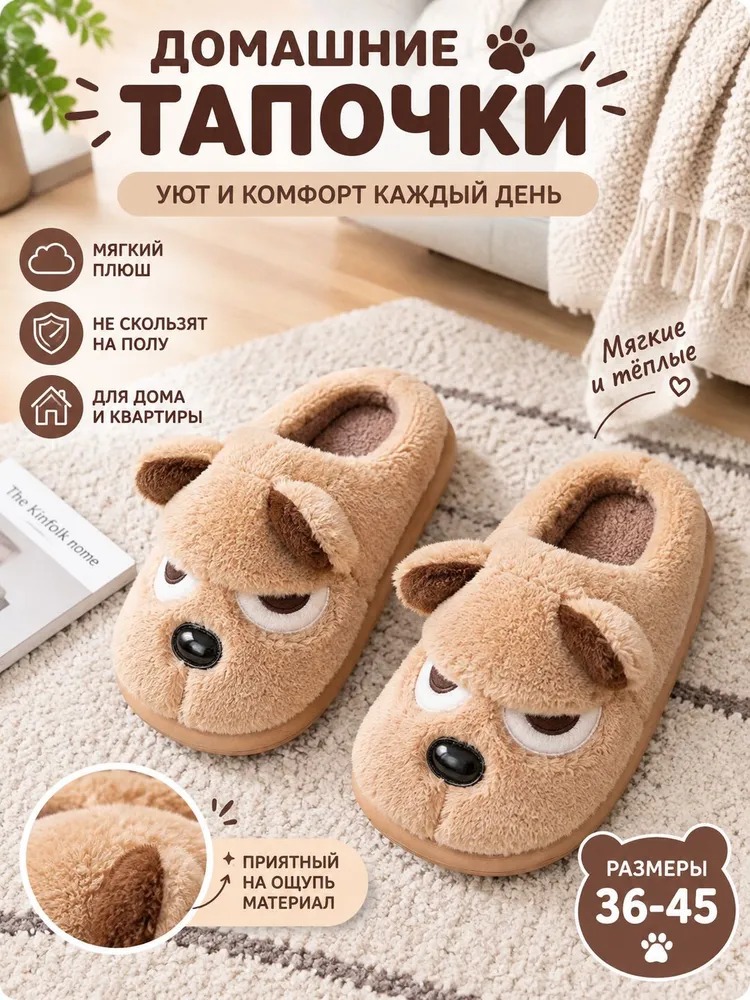 ДОМАШНИЕ
ТАПОЧКИ
УЮТ И КОМФОРТ КАЖДЫЙ ДЕНЬ
МЯГКИЙ
ПЛЮШ
НЕ СКОЛЬЗЯТ
НА ПОЛУ
ДЛЯ ДОМА
И КВАРТИРЫ
Мягкие
и тёплые
The Kinfolk nome
ПРИЯТНЫЙ
НА ОЩУПЬ
МАТЕРИАЛ
РАЗМЕРЫ
36-45